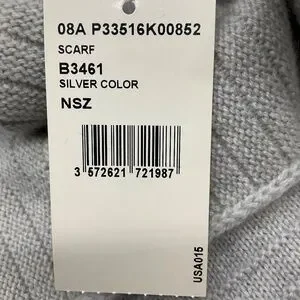 08A P33516K00852
SCARF
B3461
SILVER COLOR
NSZ
3 572621 721987
USA015